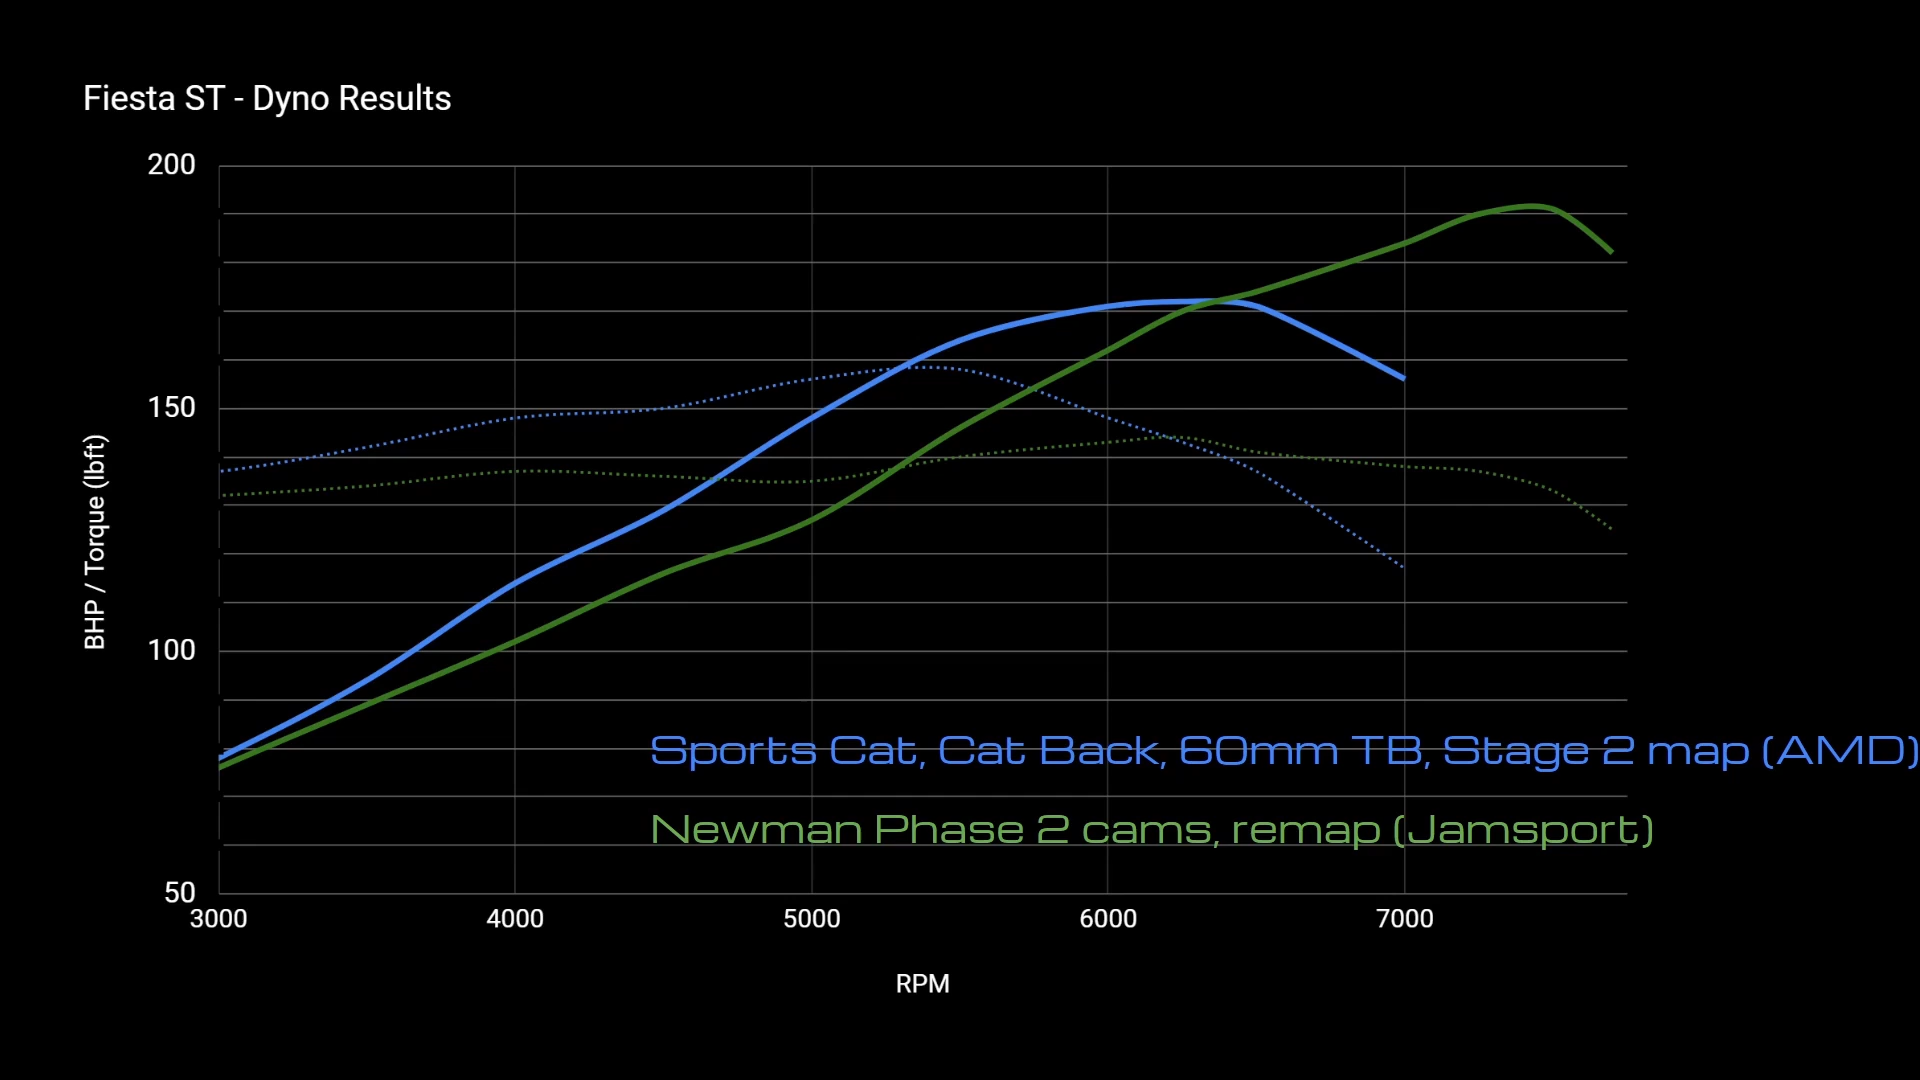 Fiesta ST - Dyno Results
200
150
100
50
BHP / Torque (lbft)
Sports Cat, Cat Back, 60mm TB, Stage 2 map (AMD)
Newman Phase 2 cams, remap (Jamsport)
3000 4000 5000 6000 7000
RPM